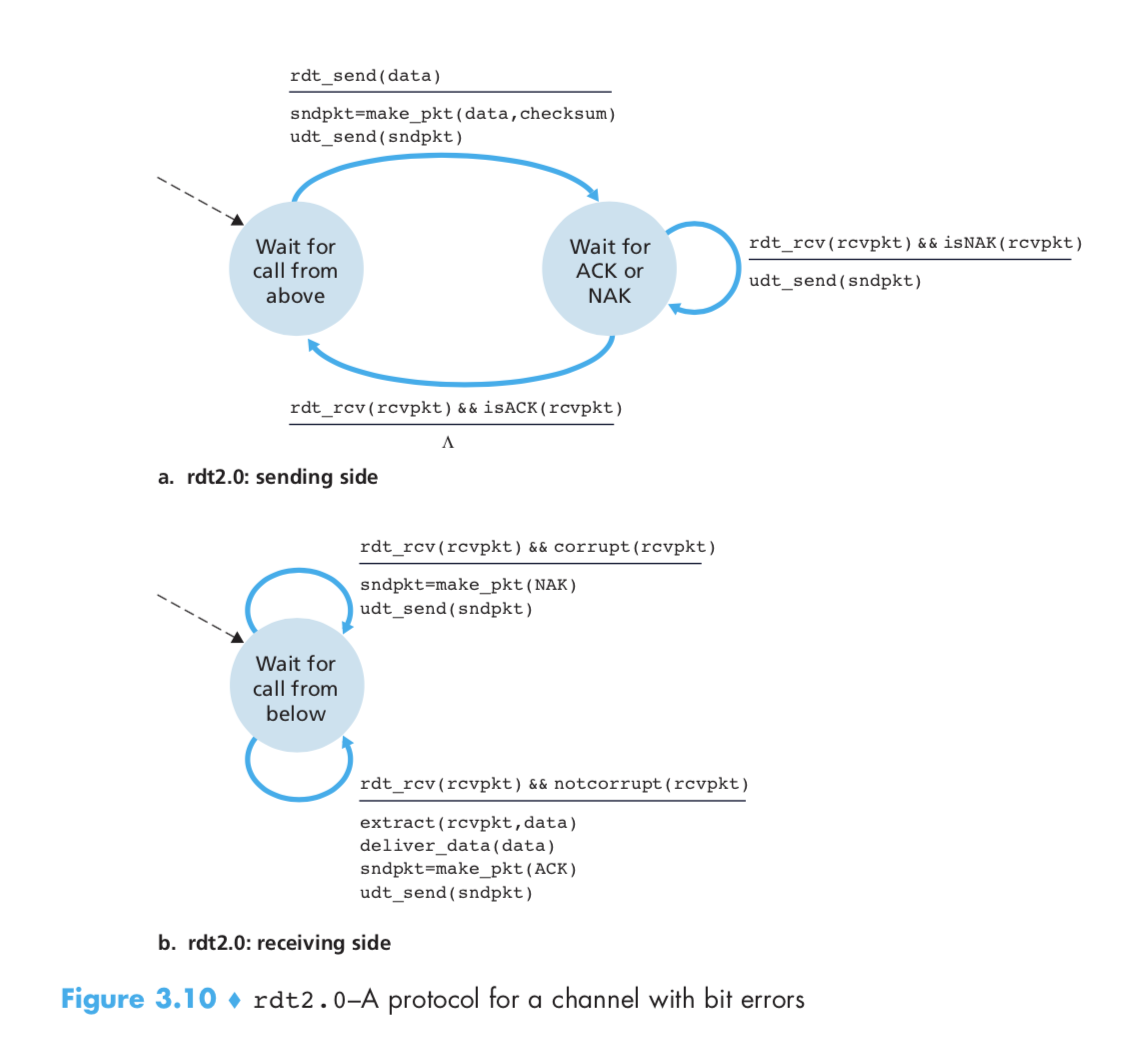 rdt_send(data)
sndpkt=make_pkt(data,checksum)
udt_send(sndpkt)
Wait for
call from
above
Wait for
ACK or
NAK
rdt_rcv(rcvpkt) && isNAK(rcvpkt)
udt_send(sndpkt)
rdt_rcv(rcvpkt) && isACK(rcvpkt)
Λ
a. rdt2.0: sending side
rdt_rcv(rcvpkt) && corrupt(rcvpkt)
sndpkt=make_pkt(NAK)
udt_send(sndpkt)
Wait for
call from
below
rdt_rcv(rcvpkt) && notcorrupt(rcvpkt)
extract(rcvpkt,data)
deliver_data(data)
sndpkt=make_pkt(ACK)
udt_send(sndpkt)
b. rdt2.0: receiving side
Figure 3.10 ♦ rdt2.0–A protocol for a channel with bit errors